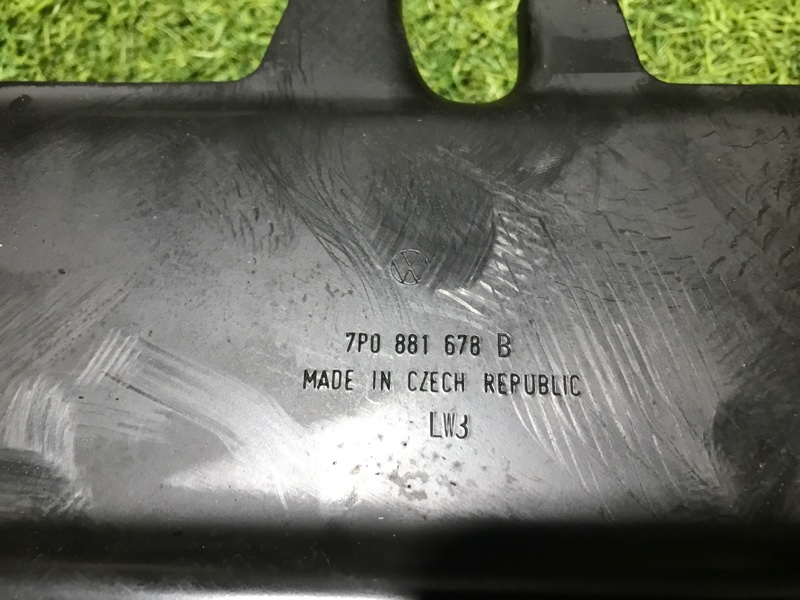 7P0 881 678 B
MADE IN CZECH REPUBLIC
LW3